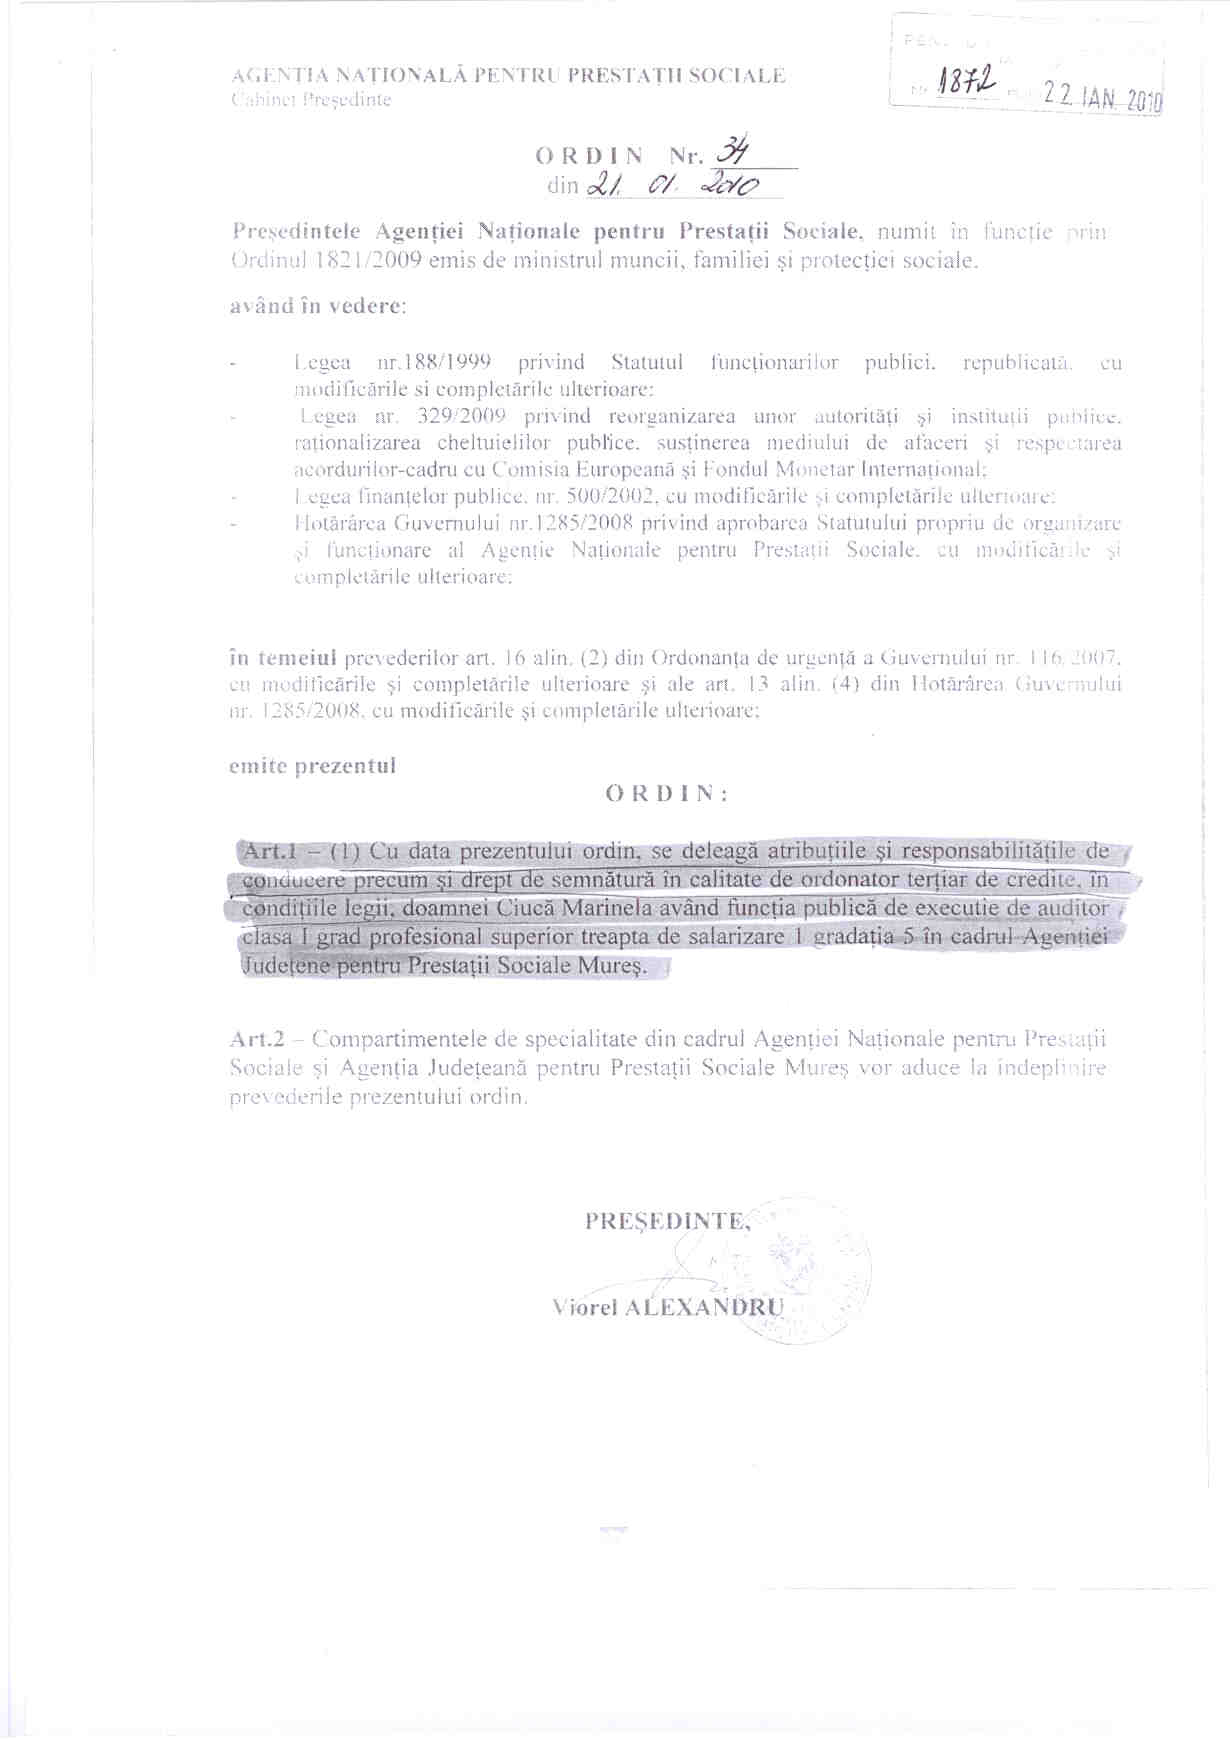 AGENȚIA NAȚIONALĂ PENTRU PRESTAȚII SOCIALE
Cabinet Președinte
Nr. 1872
22 IAN. 2010
ORDIN Nr. 34
din 21. 01. 2010
Președintele Agenției Naționale pentru Prestații Sociale, numit în funcție prin
Ordinul 1821/2009 emis de ministrul muncii, familiei și protecției sociale.
având în vedere:
- Legea nr.188/1999 privind Statutul funcționarilor publici, republicată, cu
modificările si completările ulterioare;
- Legea nr. 329/2009 privind reorganizarea unor autorități și instituții publice,
raționalizarea cheltuielilor publice, susținerea mediului de afaceri și respectarea
acordurilor-cadru cu Comisia Europeană și Fondul Monetar Internațional;
- Legea finanțelor publice, nr. 500/2002, cu modificările și completările ulterioare;
- Hotărârea Guvernului nr.1285/2008 privind aprobarea Statutului propriu de organizare
și funcționare al Agenție Naționale pentru Prestații Sociale, cu modificările și
completările ulterioare;
în temeiul prevederilor art. 16 alin. (2) din Ordonanța de urgență a Guvernului nr. 116/2007,
cu modificările și completările ulterioare și ale art. 13 alin. (4) din Hotărârea Guvernului
nr. 1285/2008, cu modificările și completările ulterioare;
emite prezentul
ORDIN:
Art.1 – (1) Cu data prezentului ordin, se deleagă atribuțiile și responsabilitățile de
conducere precum și drept de semnătură în calitate de ordonator terțiar de credite, în
condițiile legii, doamnei Ciucă Marinela având funcția publică de executie de auditor
clasa I grad profesional superior treapta de salarizare 1 gradația 5 în cadrul Agenției
Județene pentru Prestații Sociale Mureș.
Art.2 – Compartimentele de specialitate din cadrul Agenției Naționale pentru Prestații
Sociale și Agenția Județeană pentru Prestații Sociale Mureș vor aduce la indeplinire
prevederile prezentului ordin.
PREȘEDINTE,
Viorel ALEXANDRU